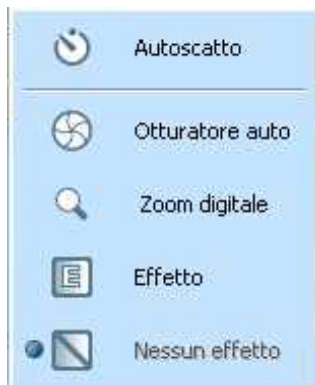 Autoscatto
Otturatore auto
Zoom digitale
Effetto
Nessun effetto